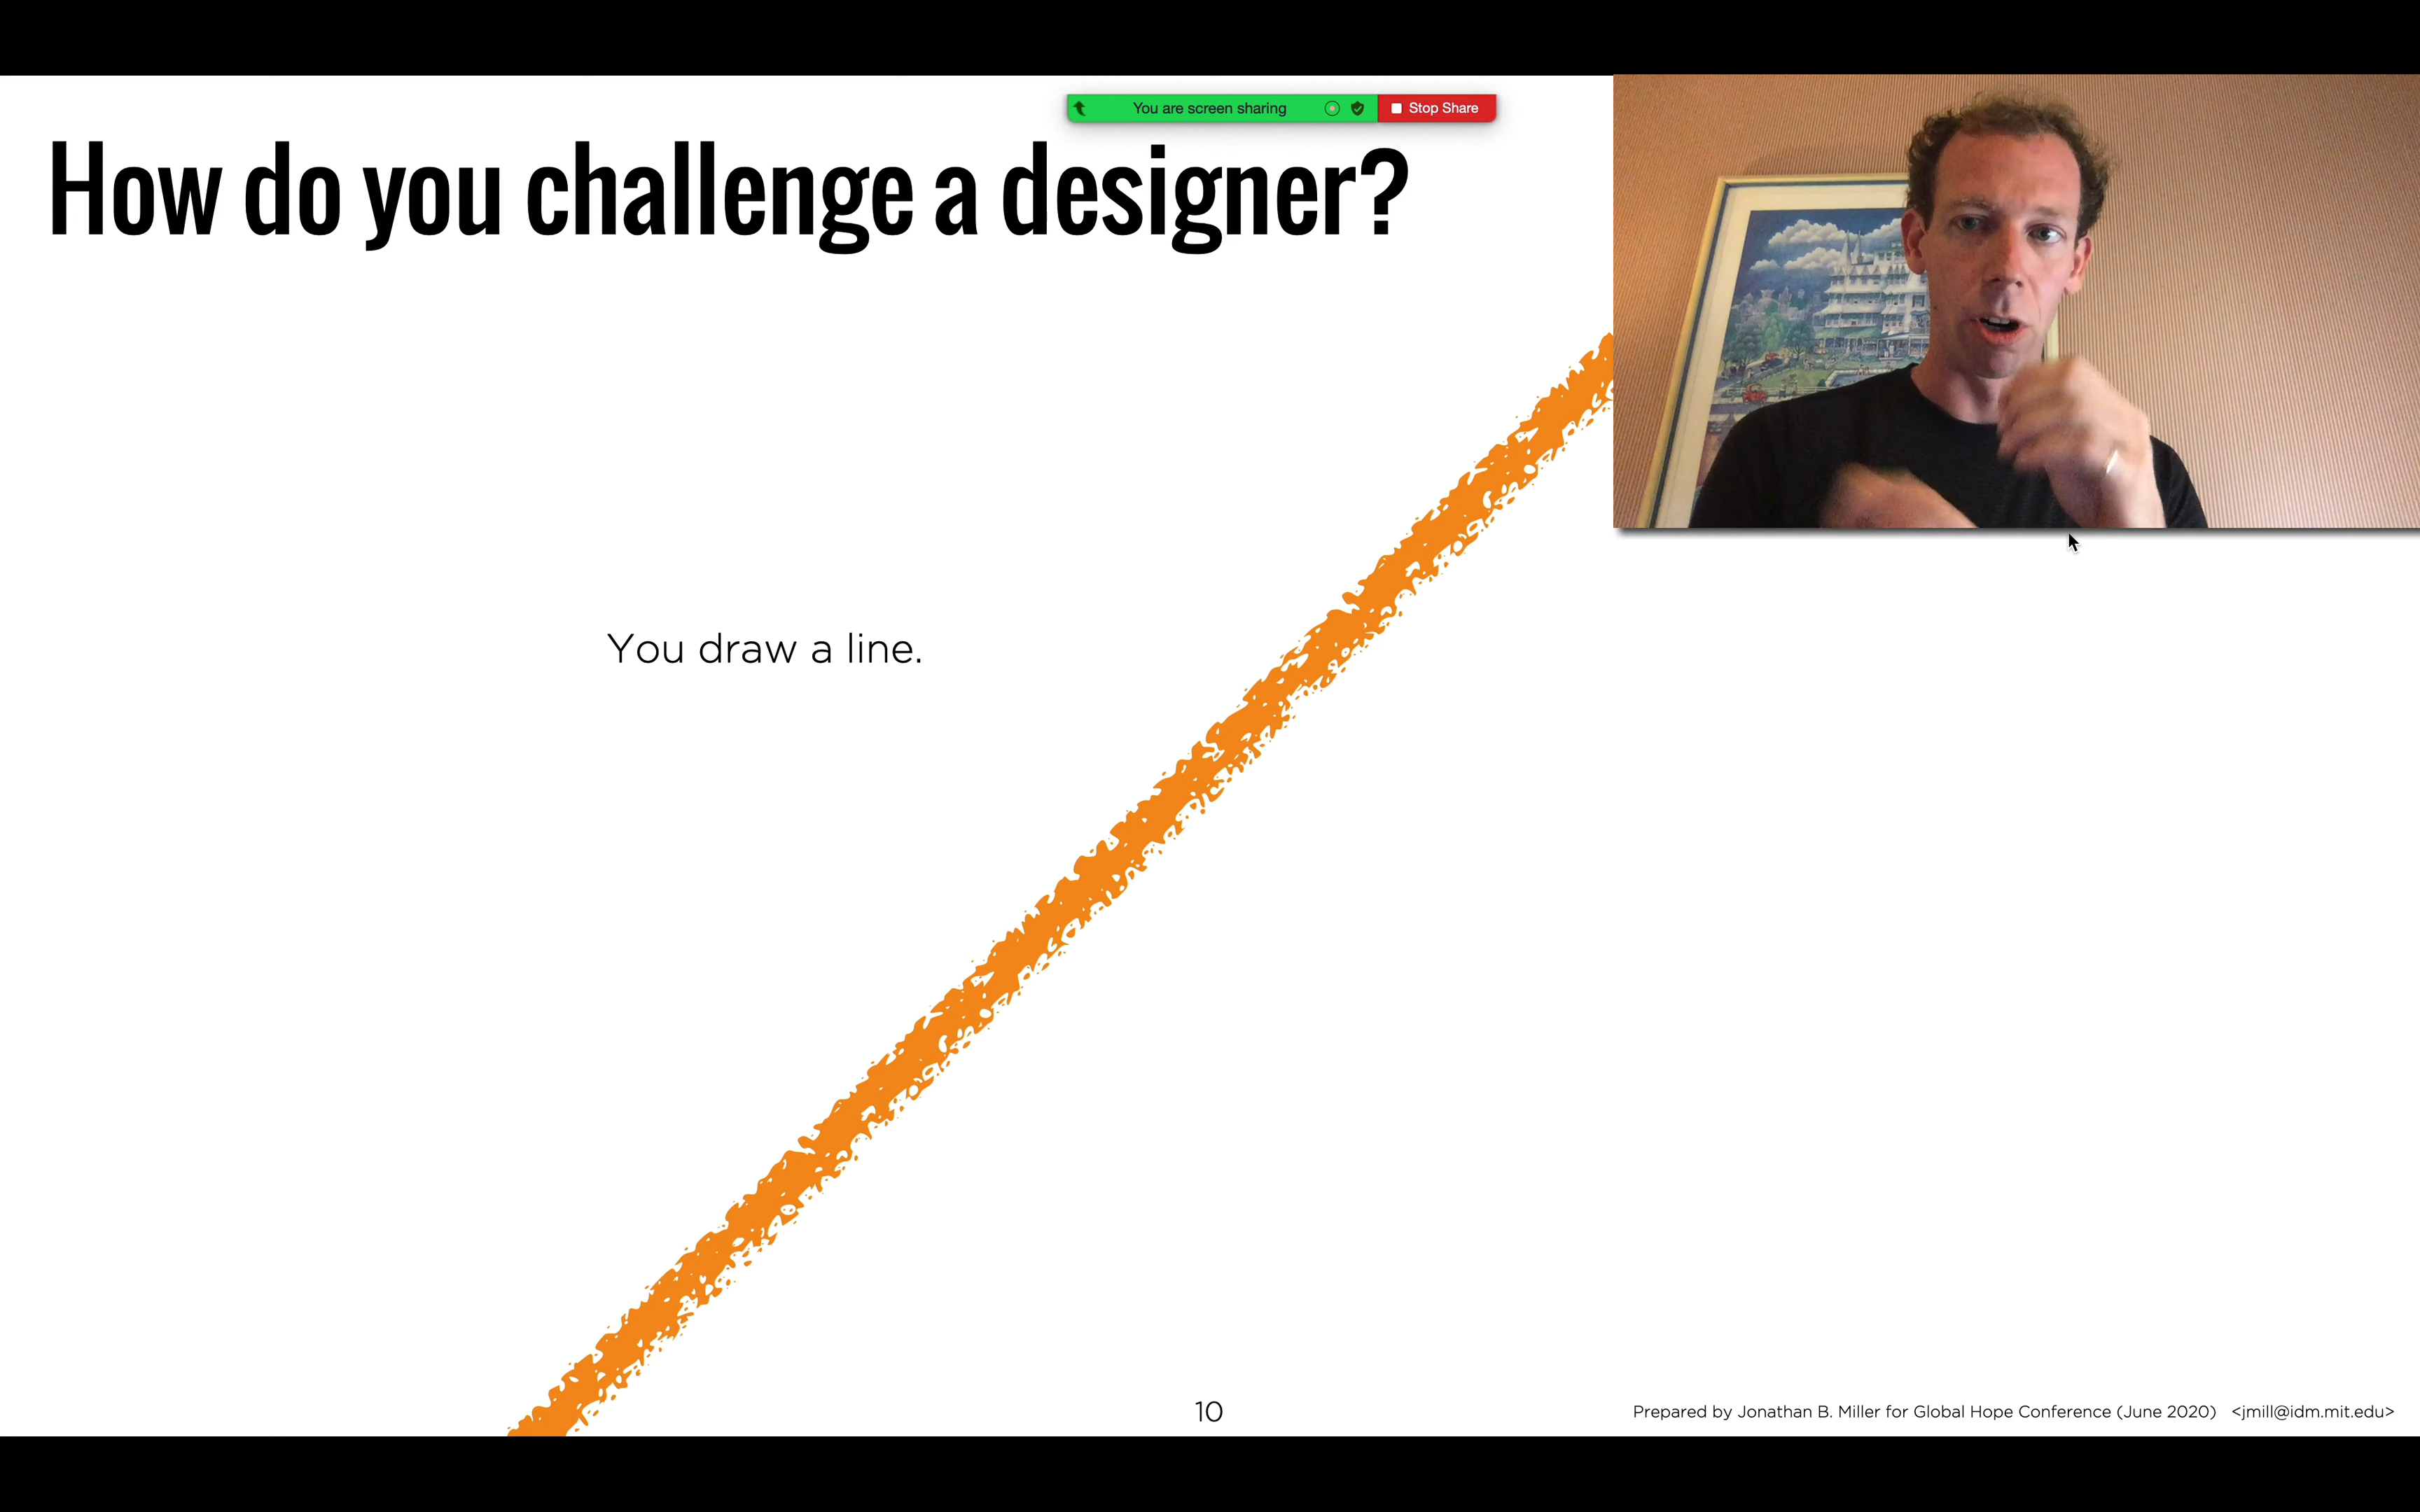 You are screen sharing
Stop Share
How do you challenge a designer?
You draw a line.
10
Prepared by Jonathan B. Miller for Global Hope Conference (June 2020) <jmill@idm.mit.edu>